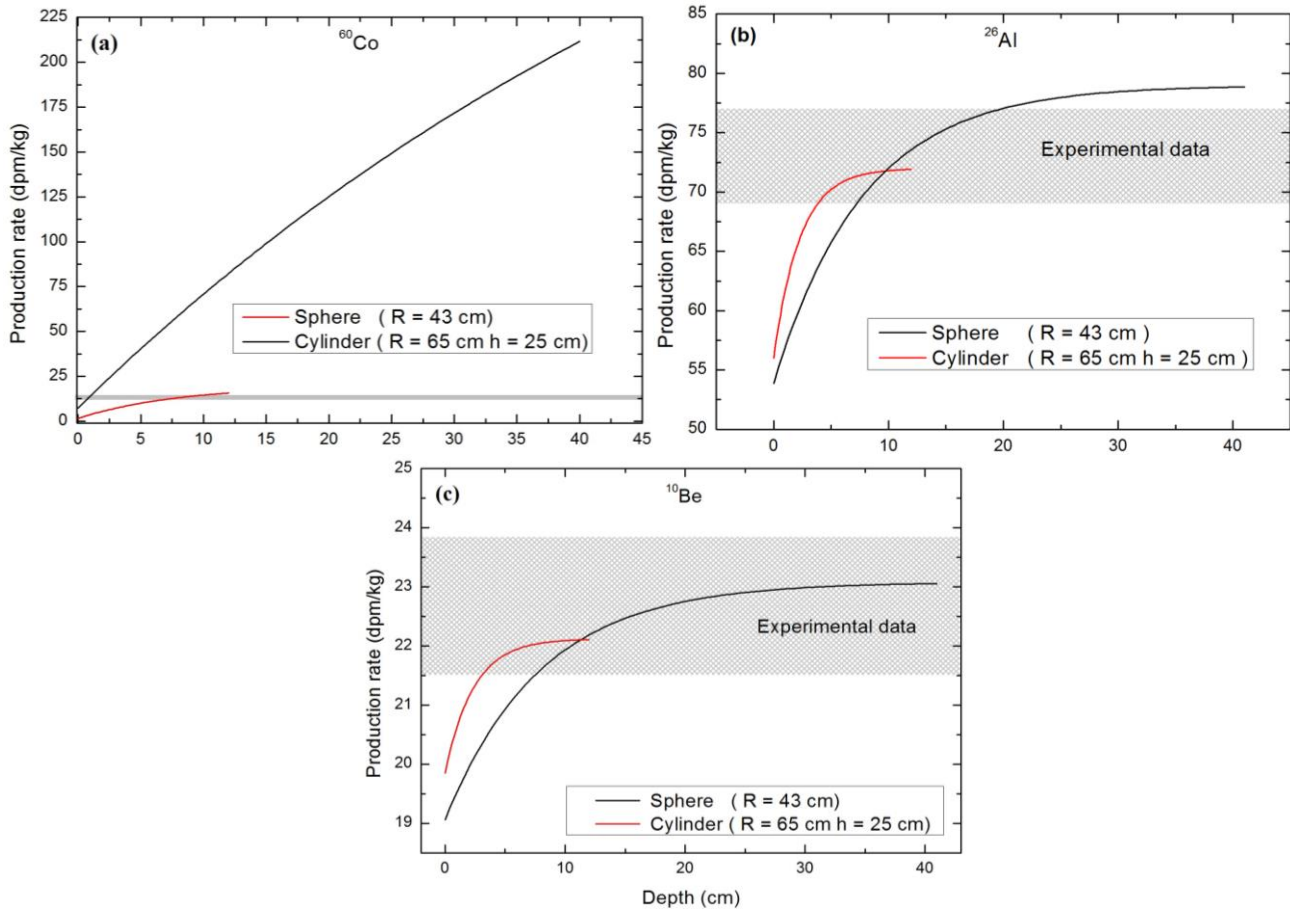 (a)
⁶⁰Co
225
200
175
150
125
100
75
50
25
0
Production rate (dpm/kg)
Sphere ( R = 43 cm)
Cylinder ( R = 65 cm h = 25 cm )
0 5 10 15 20 25 30 35 40 45
(b)
²⁶Al
85
80
75
70
65
60
55
50
Production rate (dpm/kg)
Experimental data
Sphere ( R = 43 cm )
Cylinder ( R = 65 cm h = 25 cm )
0 10 20 30 40
(c)
¹⁰Be
25
24
23
22
21
20
19
Production rate (dpm/kg)
Experimental data
Sphere ( R = 43 cm)
Cylinder ( R = 65 cm h = 25 cm)
0 10 20 30 40
Depth (cm)